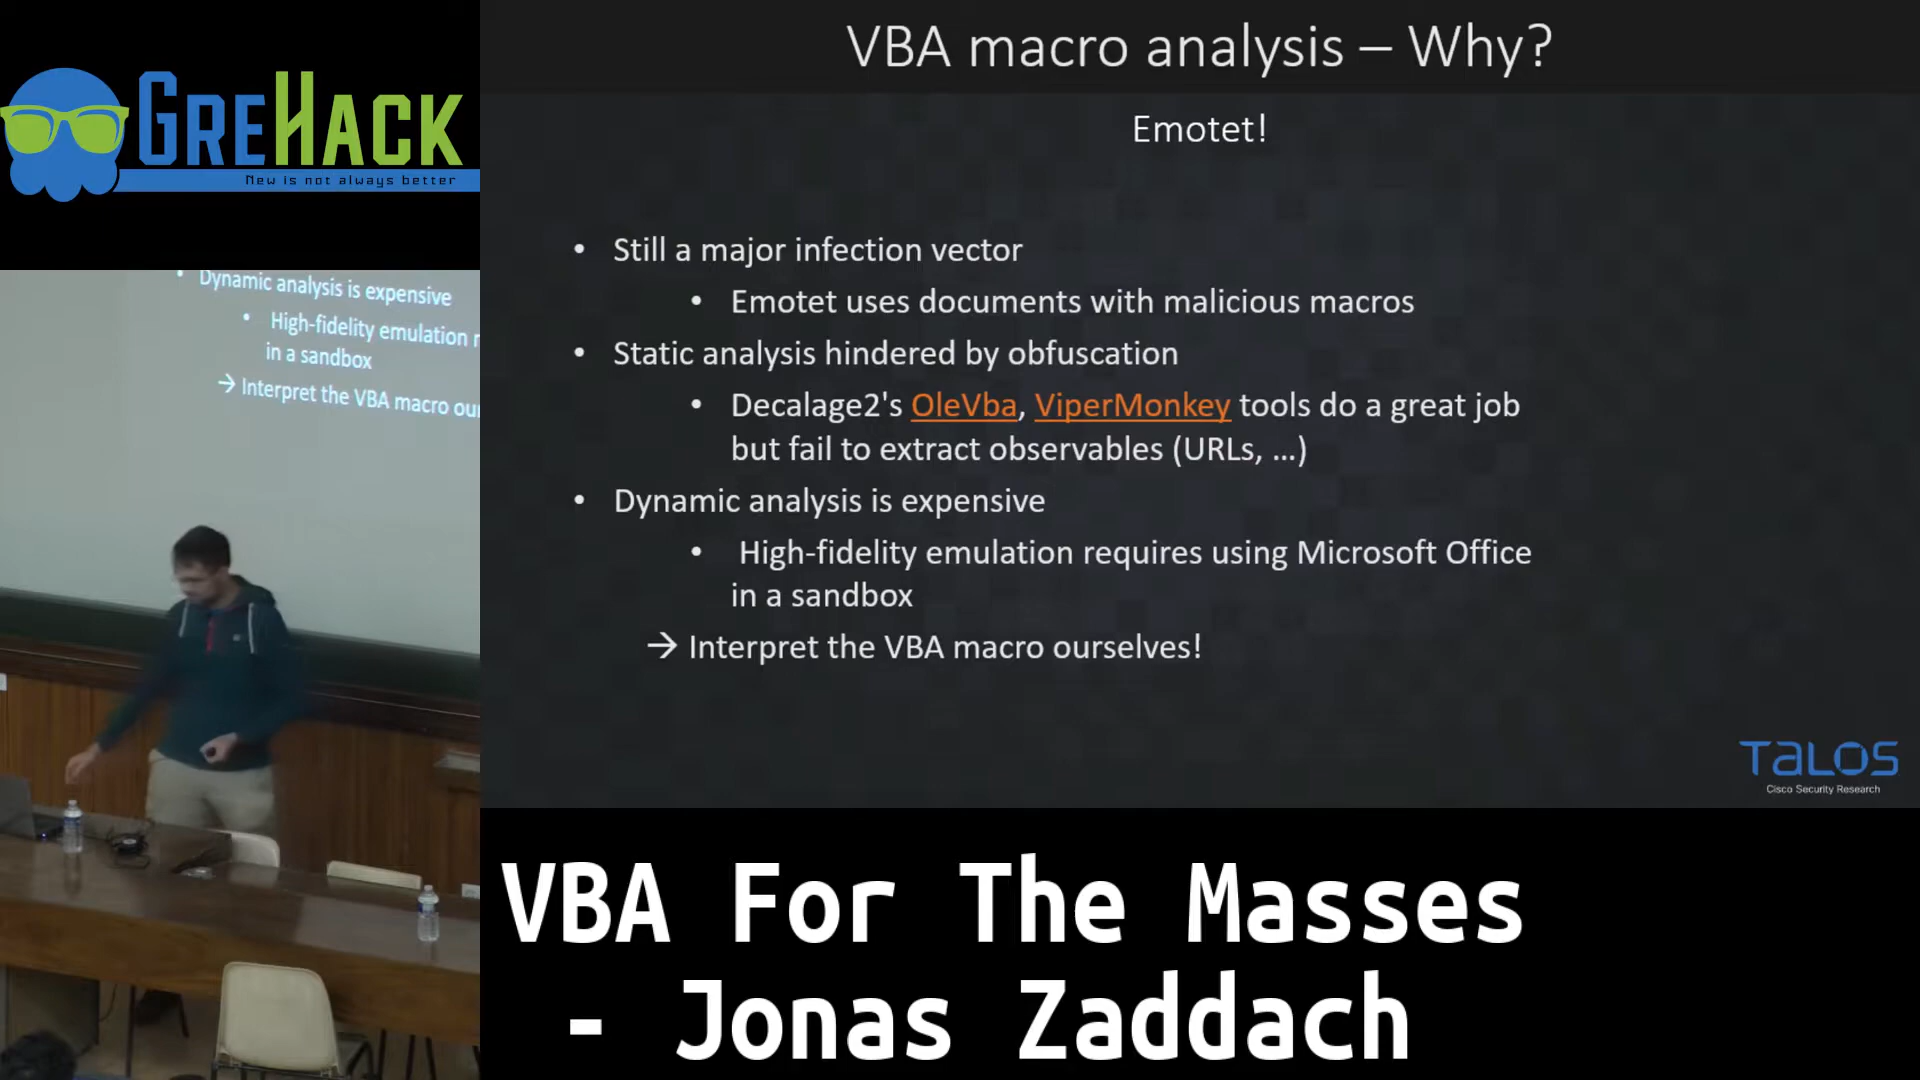 GREHACK
New is not always better
Dynamic analysis is expensive
• High-fidelity emulation
in a sandbox
→ Interpret the VBA macro
VBA macro analysis – Why?
Emotet!
• Still a major infection vector
• Emotet uses documents with malicious macros
• Static analysis hindered by obfuscation
• Decalage2's OleVba, ViperMonkey tools do a great job
but fail to extract observables (URLs, ...)
• Dynamic analysis is expensive
• High-fidelity emulation requires using Microsoft Office
in a sandbox
→ Interpret the VBA macro ourselves!
TALOS
Cisco Security Research
VBA For The Masses
- Jonas Zaddach